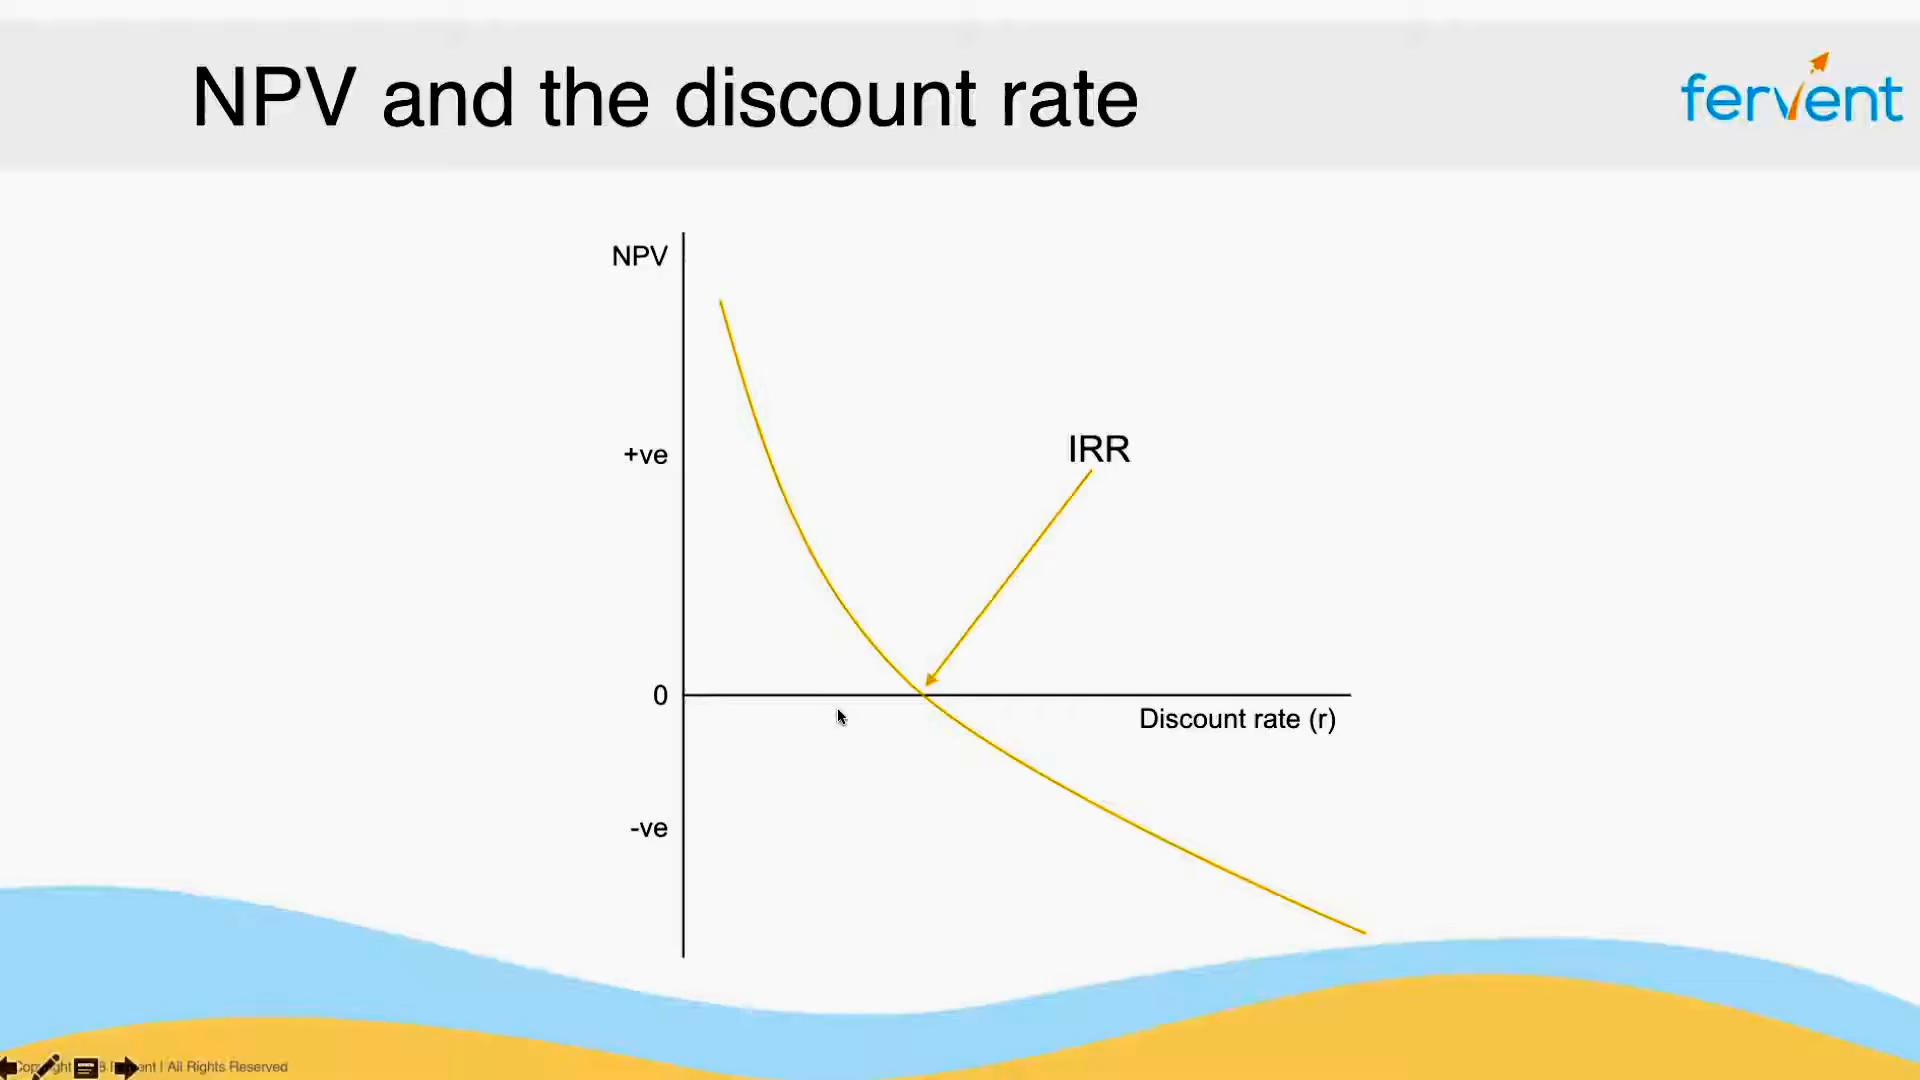 NPV and the discount rate
fervent
NPV
+ve
IRR
0
Discount rate (r)
-ve
| All Rights Reserved